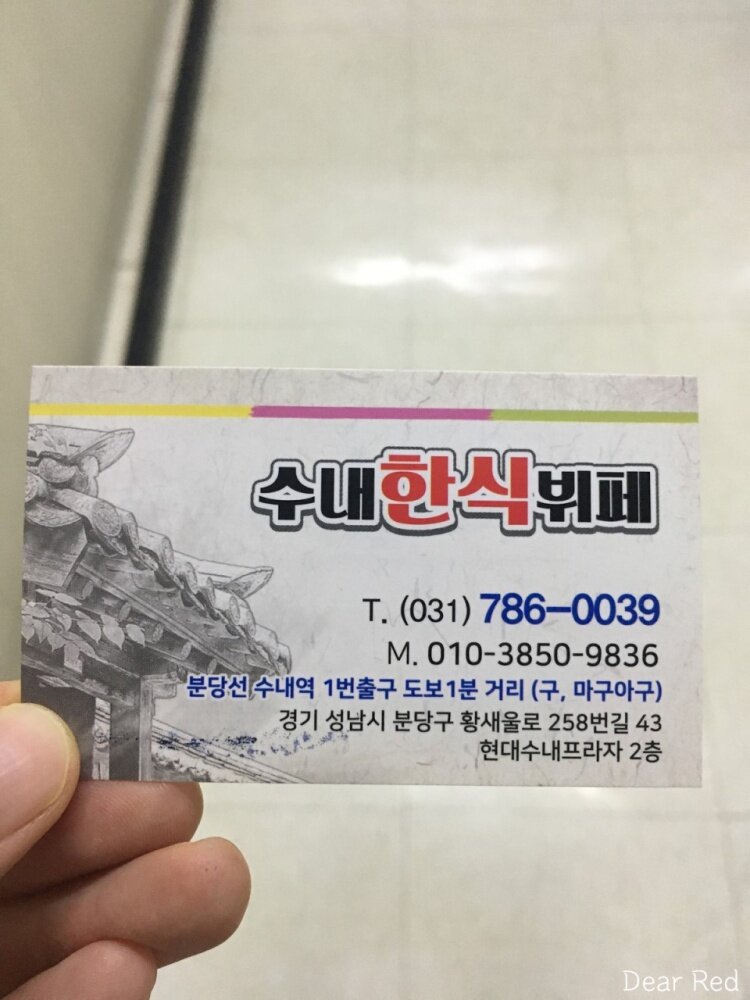 수내한식뷔페
T. (031) 786-0039
M. 010-3850-9836
분당선 수내역 1번출구 도보1분 거리 (구, 마구아구)
경기 성남시 분당구 황새울로 258번길 43
현대수내프라자 2층
Dear Red